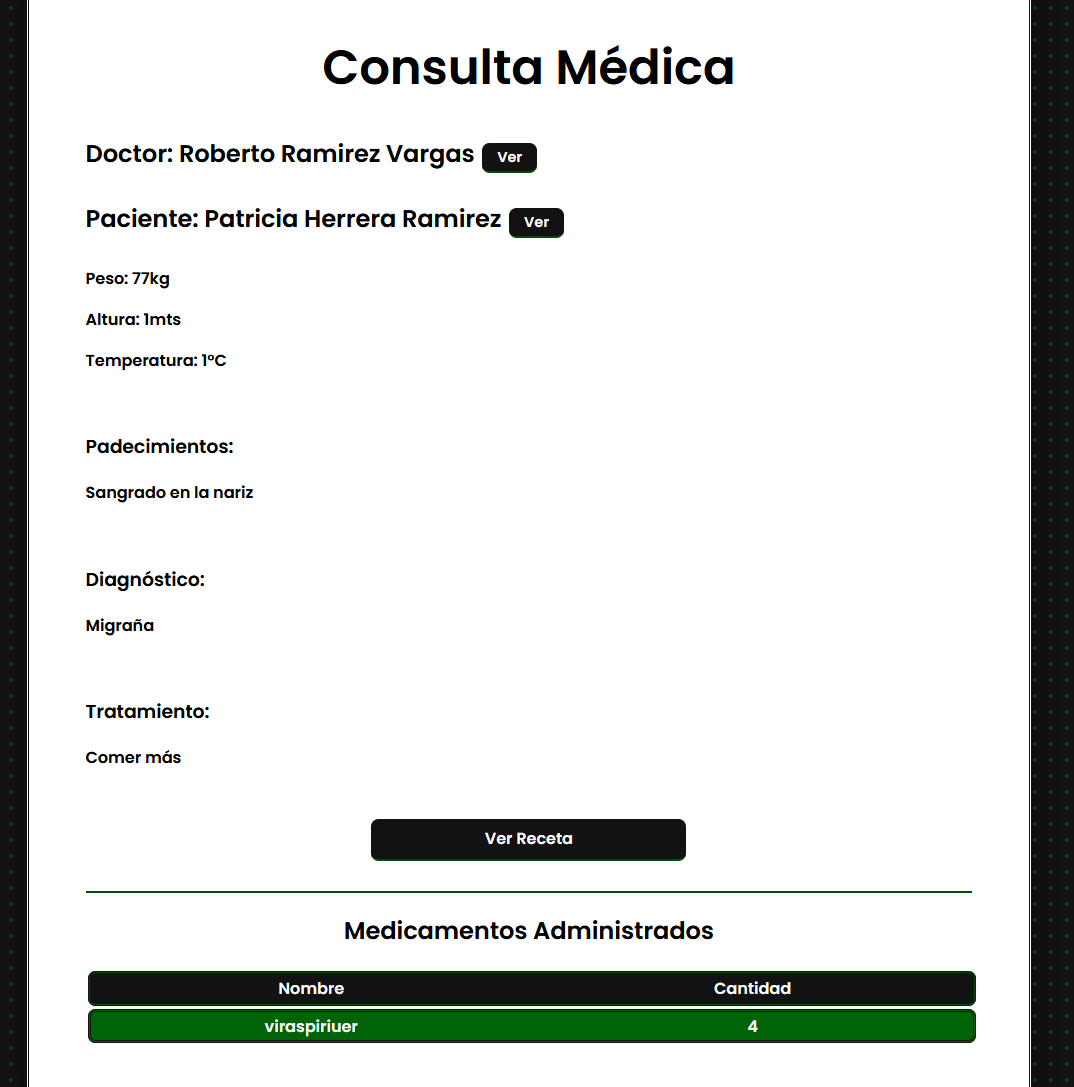 Consulta Médica
Doctor: Roberto Ramirez Vargas Ver
Paciente: Patricia Herrera Ramirez Ver
Peso: 77kg
Altura: 1mts
Temperatura: 1°C
Padecimientos:
Sangrado en la nariz
Diagnóstico:
Migraña
Tratamiento:
Comer más
Ver Receta
Medicamentos Administrados
Nombre Cantidad
viraspiriuer 4